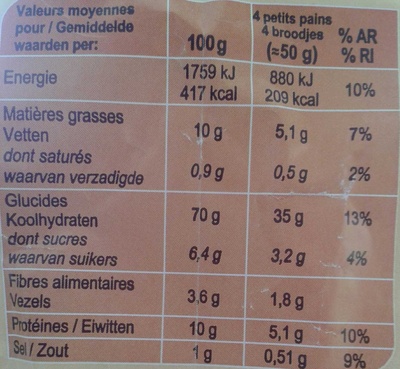 Valeurs moyennes
pour / Gemiddelde
waarden per: 100 g 4 petits pains 4 broodjes (≈50 g) % AR % RI
Energie 1759 kJ 880 kJ
417 kcal 209 kcal 10%
Matières grasses
Vetten 10 g 5,1 g 7%
dont saturés
waarvan verzadigde 0,9 g 0,5 g 2%
Glucides
Koolhydraten 70 g 35 g 13%
dont sucres
waarvan suikers 6,4 g 3,2 g 4%
Fibres alimentaires
Vezels 3,6 g 1,8 g
Protéines / Eiwitten 10 g 5,1 g 10%
Sel / Zout 1 g 0,51 g 9%